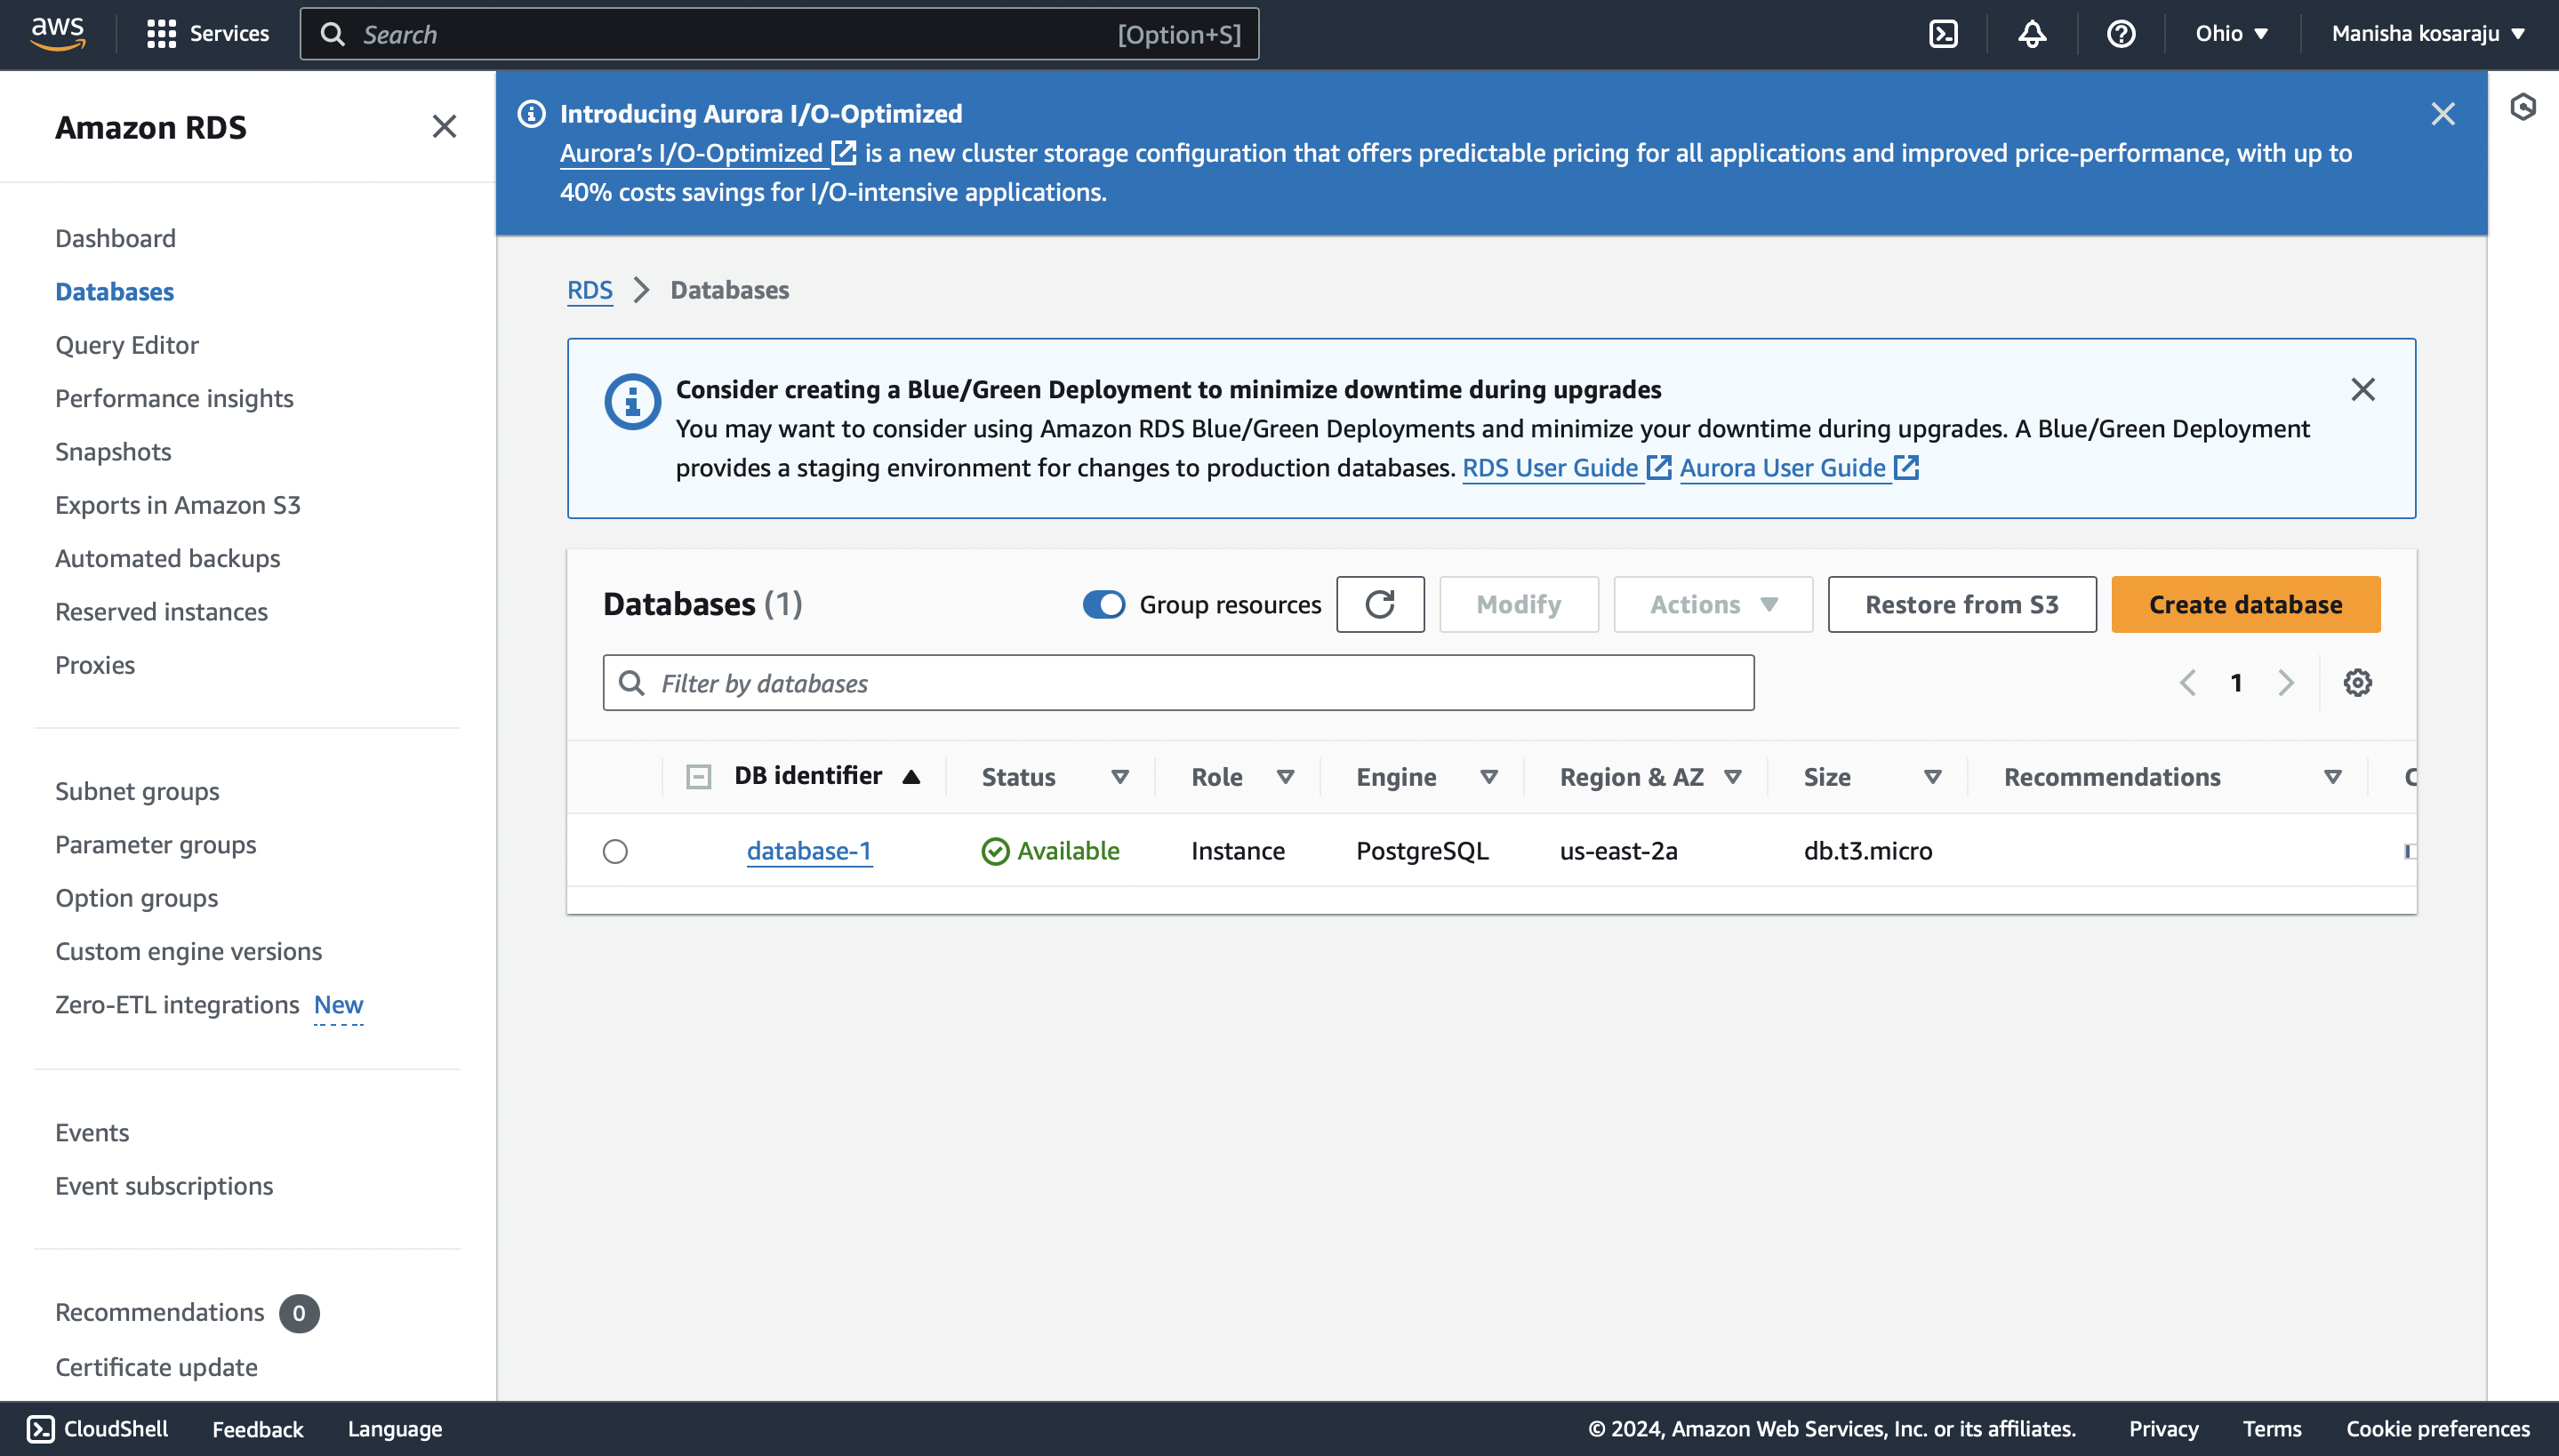 aws
Services
Search
[Option+S]
Ohio
Manisha kosaraju
Amazon RDS
Dashboard
Databases
Query Editor
Performance insights
Snapshots
Exports in Amazon S3
Automated backups
Reserved instances
Proxies
Subnet groups
Parameter groups
Option groups
Custom engine versions
Zero-ETL integrations New
Events
Event subscriptions
Recommendations 0
Certificate update
Introducing Aurora I/O-Optimized
Aurora’s I/O-Optimized is a new cluster storage configuration that offers predictable pricing for all applications and improved price-performance, with up to
40% costs savings for I/O-intensive applications.
RDS Databases
Consider creating a Blue/Green Deployment to minimize downtime during upgrades
You may want to consider using Amazon RDS Blue/Green Deployments and minimize your downtime during upgrades. A Blue/Green Deployment
provides a staging environment for changes to production databases. RDS User Guide Aurora User Guide
Databases (1)
Group resources
Modify
Actions
Restore from S3
Create database
Filter by databases
1
DB identifier Status Role Engine Region & AZ Size Recommendations
database-1 Available Instance PostgreSQL us-east-2a db.t3.micro
CloudShell Feedback Language
© 2024, Amazon Web Services, Inc. or its affiliates. Privacy Terms Cookie preferences